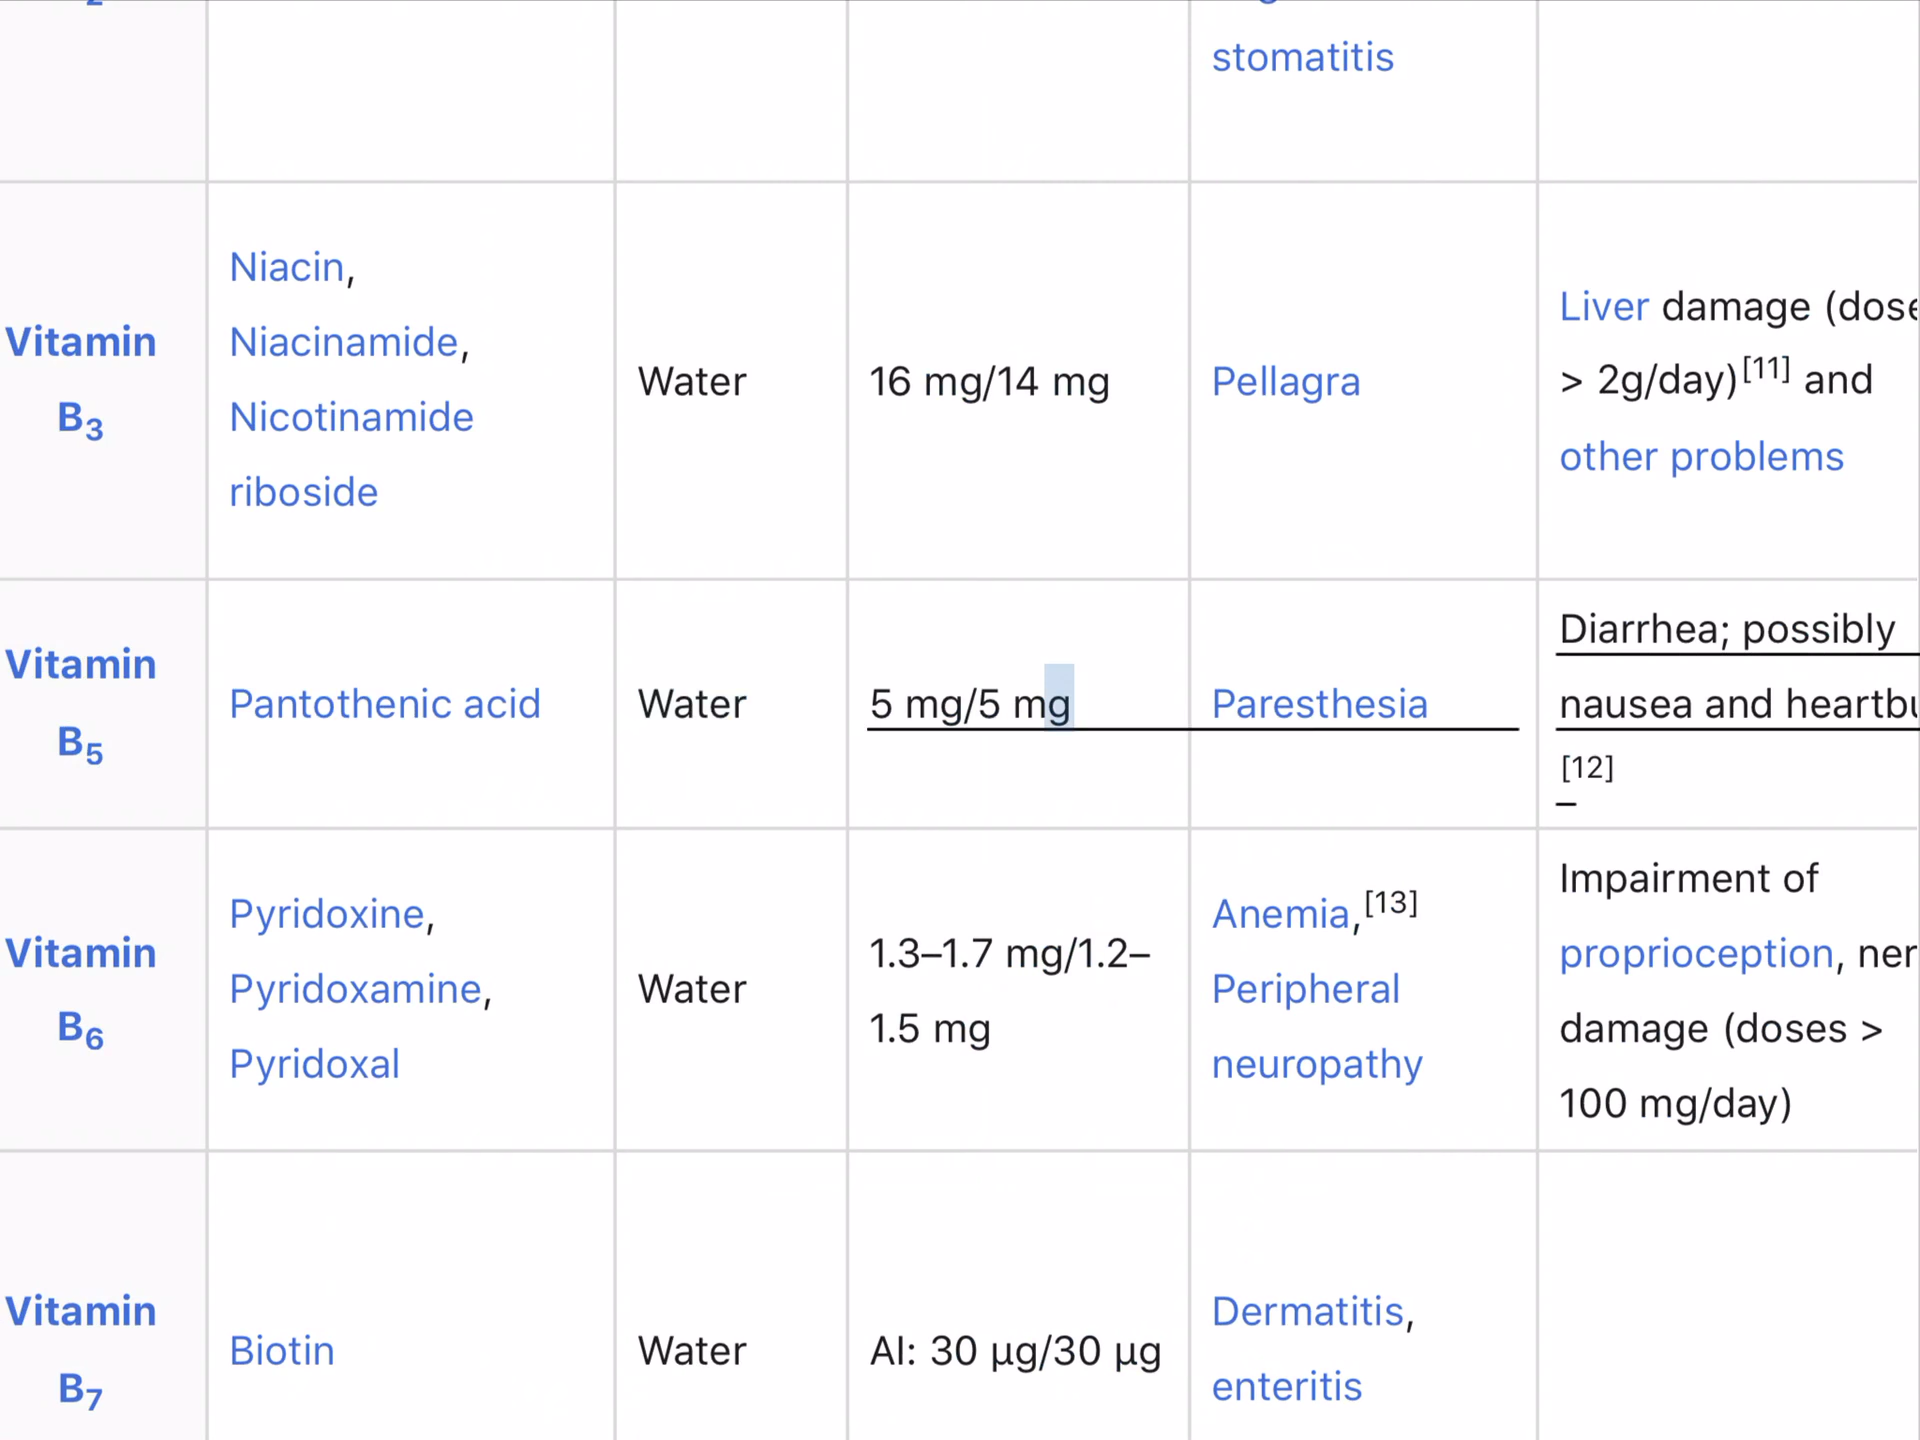 stomatitis
Vitamin
B₃
Niacin,
Niacinamide,
Nicotinamide
riboside
Water
16 mg/14 mg
Pellagra
Liver damage (dose
> 2g/day)[11] and
other problems
Vitamin
B₅
Pantothenic acid
Water
5 mg/5 mg
Paresthesia
Diarrhea; possibly
nausea and heartbu
[12]
Vitamin
B₆
Pyridoxine,
Pyridoxamine,
Pyridoxal
Water
1.3–1.7 mg/1.2–
1.5 mg
Anemia,[13]
Peripheral
neuropathy
Impairment of
proprioception, ner
damage (doses >
100 mg/day)
Vitamin
B₇
Biotin
Water
AI: 30 µg/30 µg
Dermatitis,
enteritis